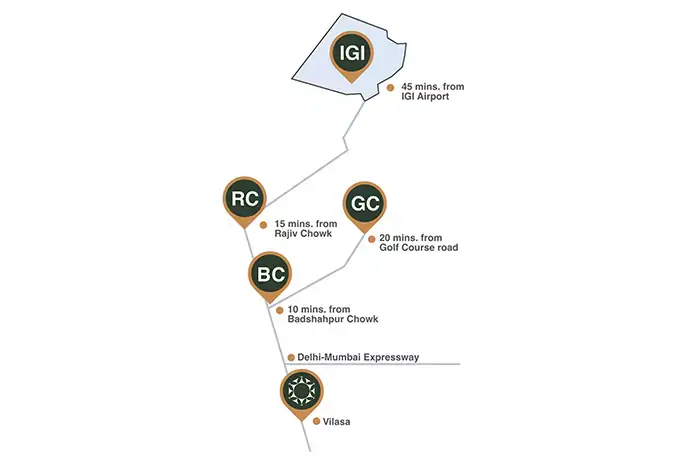 IGI
45 mins. from
IGI Airport
RC
15 mins. from
Rajiv Chowk
GC
20 mins. from
Golf Course road
BC
10 mins. from
Badshahpur Chowk
Delhi-Mumbai Expressway
Vilasa